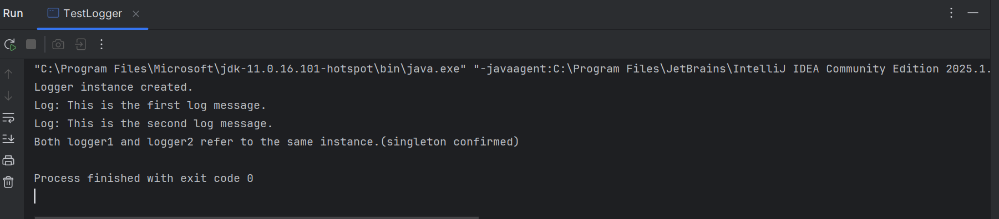 Run TestLogger
"C:\Program Files\Microsoft\jdk-11.0.16.101-hotspot\bin\java.exe" "-javaagent:C:\Program Files\JetBrains\IntelliJ IDEA Community Edition 2025.1.
Logger instance created.
Log: This is the first log message.
Log: This is the second log message.
Both logger1 and logger2 refer to the same instance.(singleton confirmed)
Process finished with exit code 0